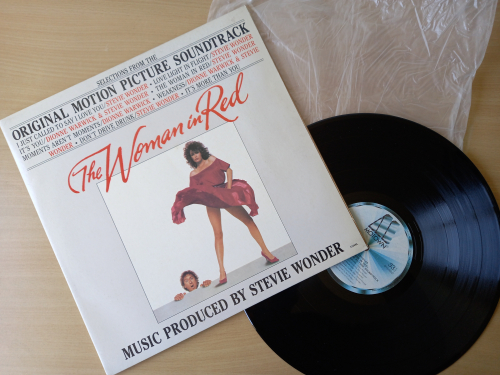 SELECTIONS FROM THE
ORIGINAL MOTION PICTURE SOUNDTRACK
I JUST CALLED TO SAY I LOVE YOU/STEVIE WONDER • LOVE LIGHT IN FLIGHT/STEVIE WONDER
IT'S YOU/DIONNE WARWICK & STEVIE WONDER • THE WOMAN IN RED/STEVIE WONDER
MOMENTS AREN'T MOMENTS/DIONNE WARWICK • WEAKNESS/DIONNE WARWICK & STEVIE
WONDER • DON'T DRIVE DRUNK/STEVIE WONDER • IT'S MORE THAN YOU
The Woman in Red
MUSIC PRODUCED BY STEVIE WONDER
MOTOWN